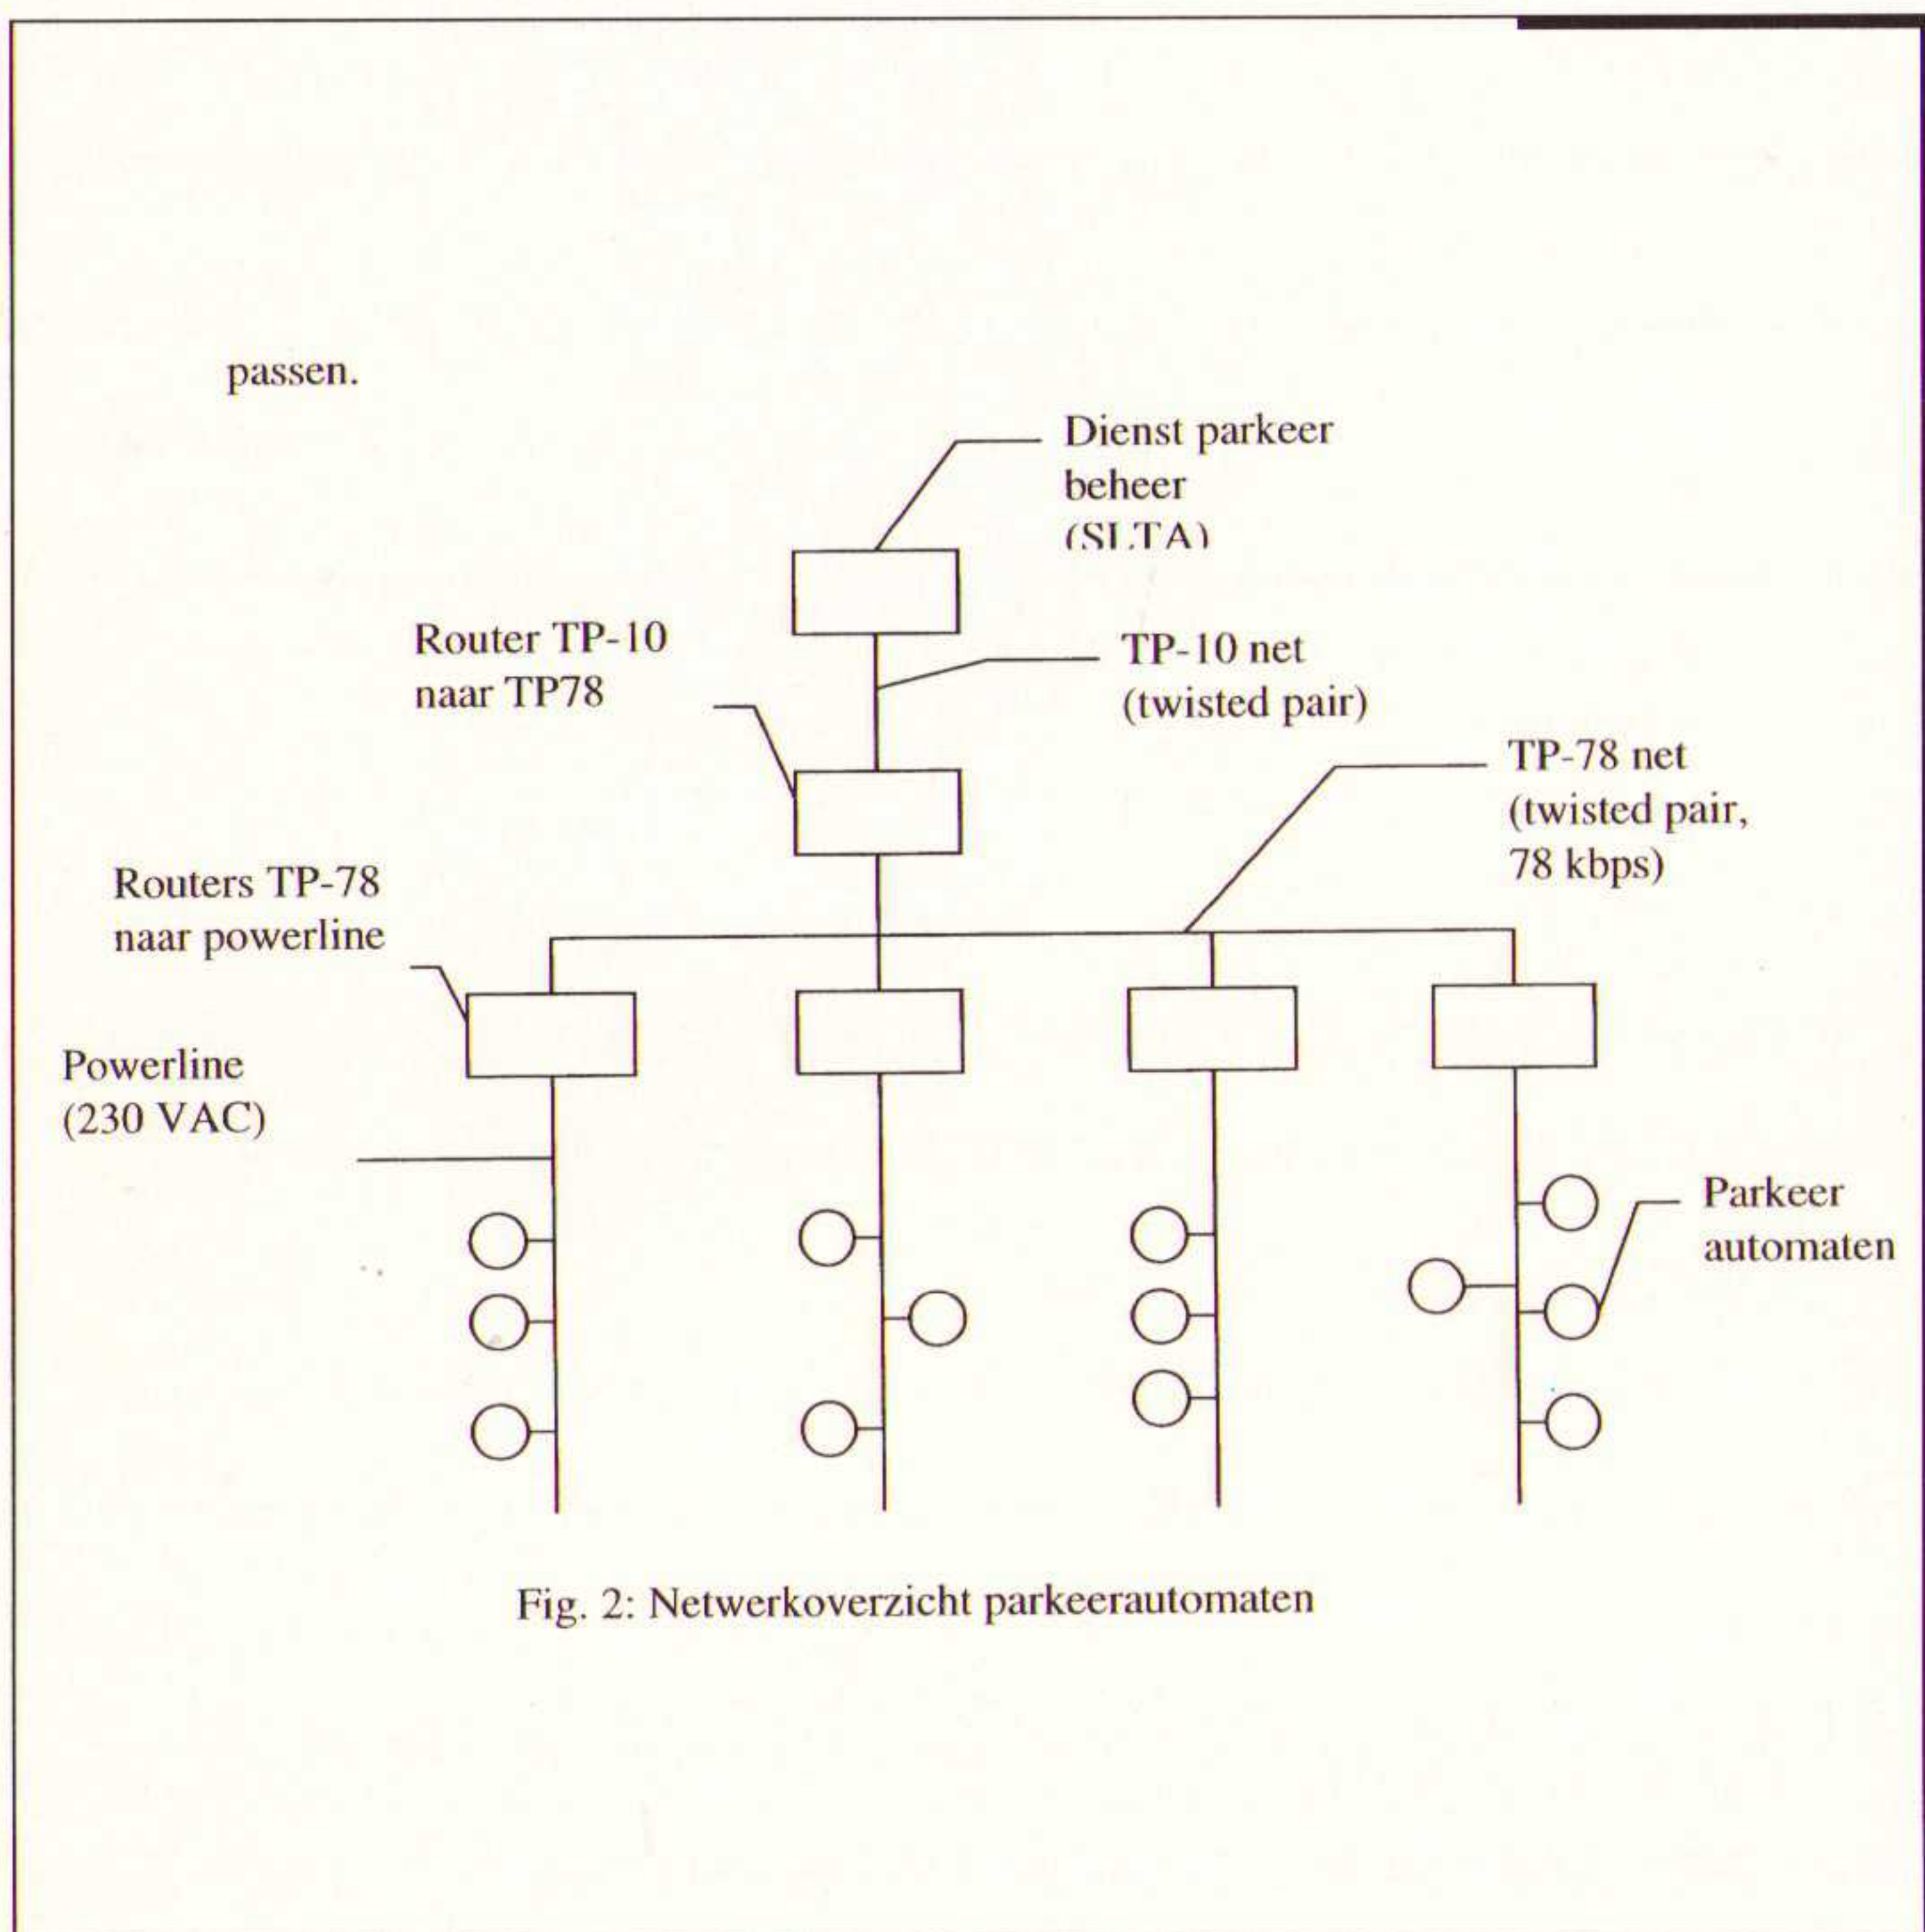 passen.
Dienst parkeer
beheer
(SLTA)
Router TP-10
naar TP78
TP-10 net
(twisted pair)
TP-78 net
(twisted pair,
78 kbps)
Routers TP-78
naar powerline
Powerline
(230 VAC)
Parkeer
automaten
Fig. 2: Netwerkoverzicht parkeerautomaten